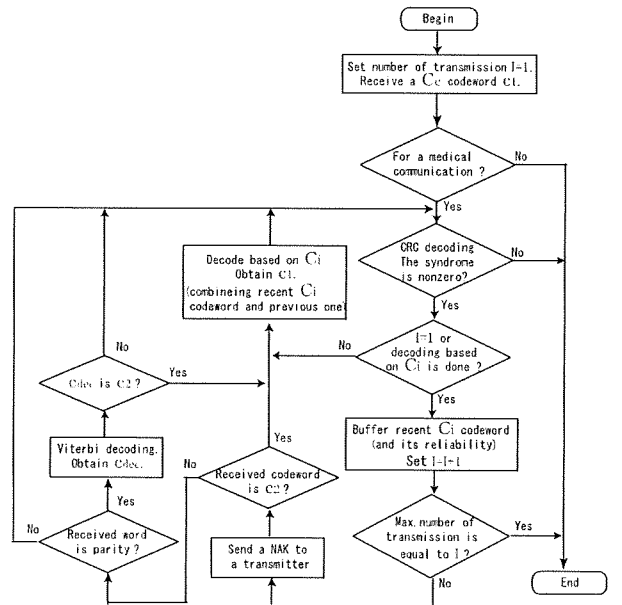 Begin
Set number of transmission I=1.
Receive a Cc codeword C1.
For a medical
communication ?
No
Yes
CRC decoding
The syndrome
is nonzero?
No
Yes
Decode based on Ci
Obtain C1.
(combineing recent Ci
codeword and previous one)
I=1 or
decoding based
on Ci is done ?
No
Yes
No
Cdec is C2 ?
Yes
Buffer recent Ci codeword
(and its reliability)
Set I=I+1
Viterbi decoding.
Obtain Cdec.
Yes
Received codeword
is C2 ?
No
Yes
Received word
is parity ?
No
Send a NAK to
a transmitter
Max. number of
transmission is
equal to I ?
Yes
No
End